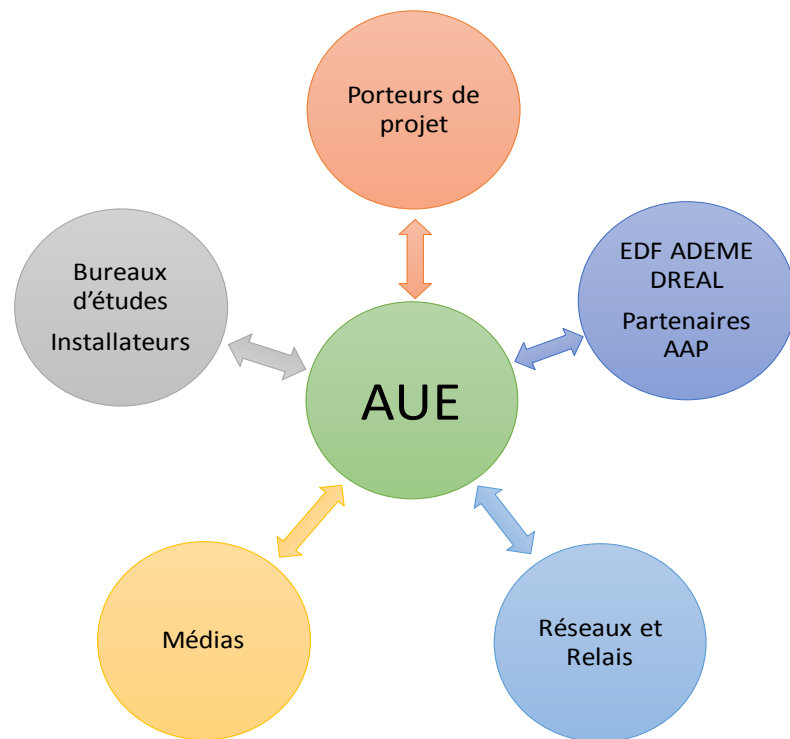 Porteurs de
projet
Bureaux
d'études
Installateurs
EDF ADEME
DREAL
Partenaires
AAP
AUE
Médias
Réseaux et
Relais